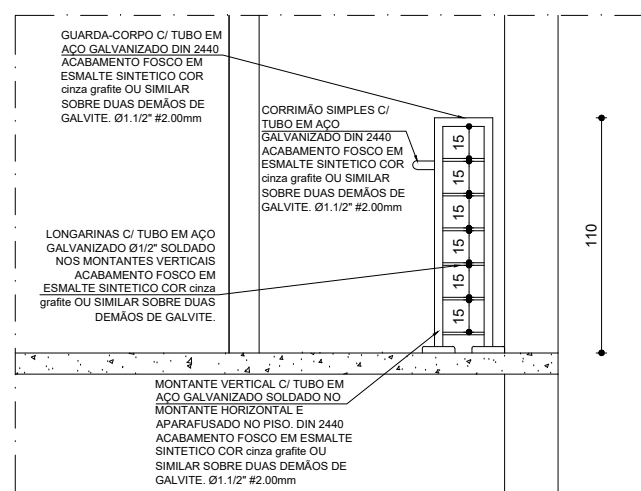 GUARDA-CORPO C/ TUBO EM
AÇO GALVANIZADO DIN 2440
ACABAMENTO FOSCO EM
ESMALTE SINTETICO COR
cinza grafite OU SIMILAR
SOBRE DUAS DEMÃOS DE
GALVITE. Ø1.1/2" #2.00mm
CORRIMÃO SIMPLES C/
TUBO EM AÇO
GALVANIZADO DIN 2440
ACABAMENTO FOSCO EM
ESMALTE SINTETICO COR
cinza grafite OU SIMILAR
SOBRE DUAS DEMÃOS DE
GALVITE. Ø1.1/2" #2.00mm
15
15
15
15
15
15
110
LONGARINAS C/ TUBO EM AÇO
GALVANIZADO Ø1/2" SOLDADO
NOS MONTANTES VERTICAIS
ACABAMENTO FOSCO EM
ESMALTE SINTETICO COR cinza
grafite OU SIMILAR SOBRE DUAS
DEMÃOS DE GALVITE.
MONTANTE VERTICAL C/ TUBO EM
AÇO GALVANIZADO SOLDADO NO
MONTANTE HORIZONTAL E
APARAFUSADO NO PISO. DIN 2440
ACABAMENTO FOSCO EM ESMALTE
SINTETICO COR cinza grafite OU
SIMILAR SOBRE DUAS DEMÃOS DE
GALVITE. Ø1.1/2" #2.00mm